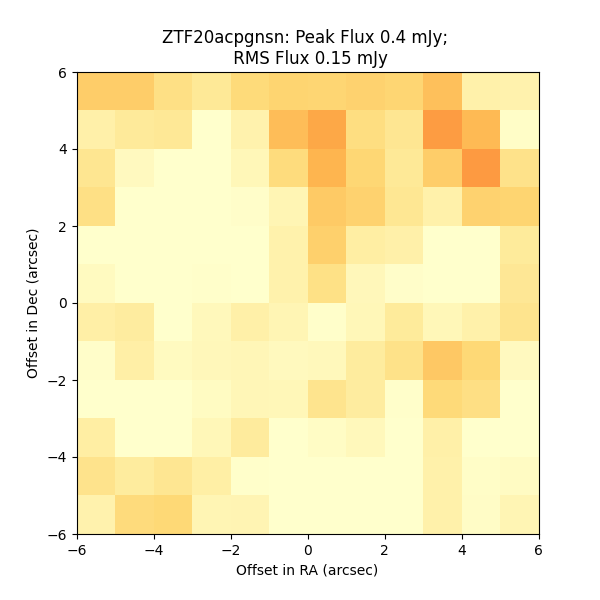 ZTF20acpgnsn: Peak Flux 0.4 mJy;
RMS Flux 0.15 mJy
6
4
2
0
−2
−4
−6
Offset in Dec (arcsec)
−6 −4 −2 0 2 4 6
Offset in RA (arcsec)